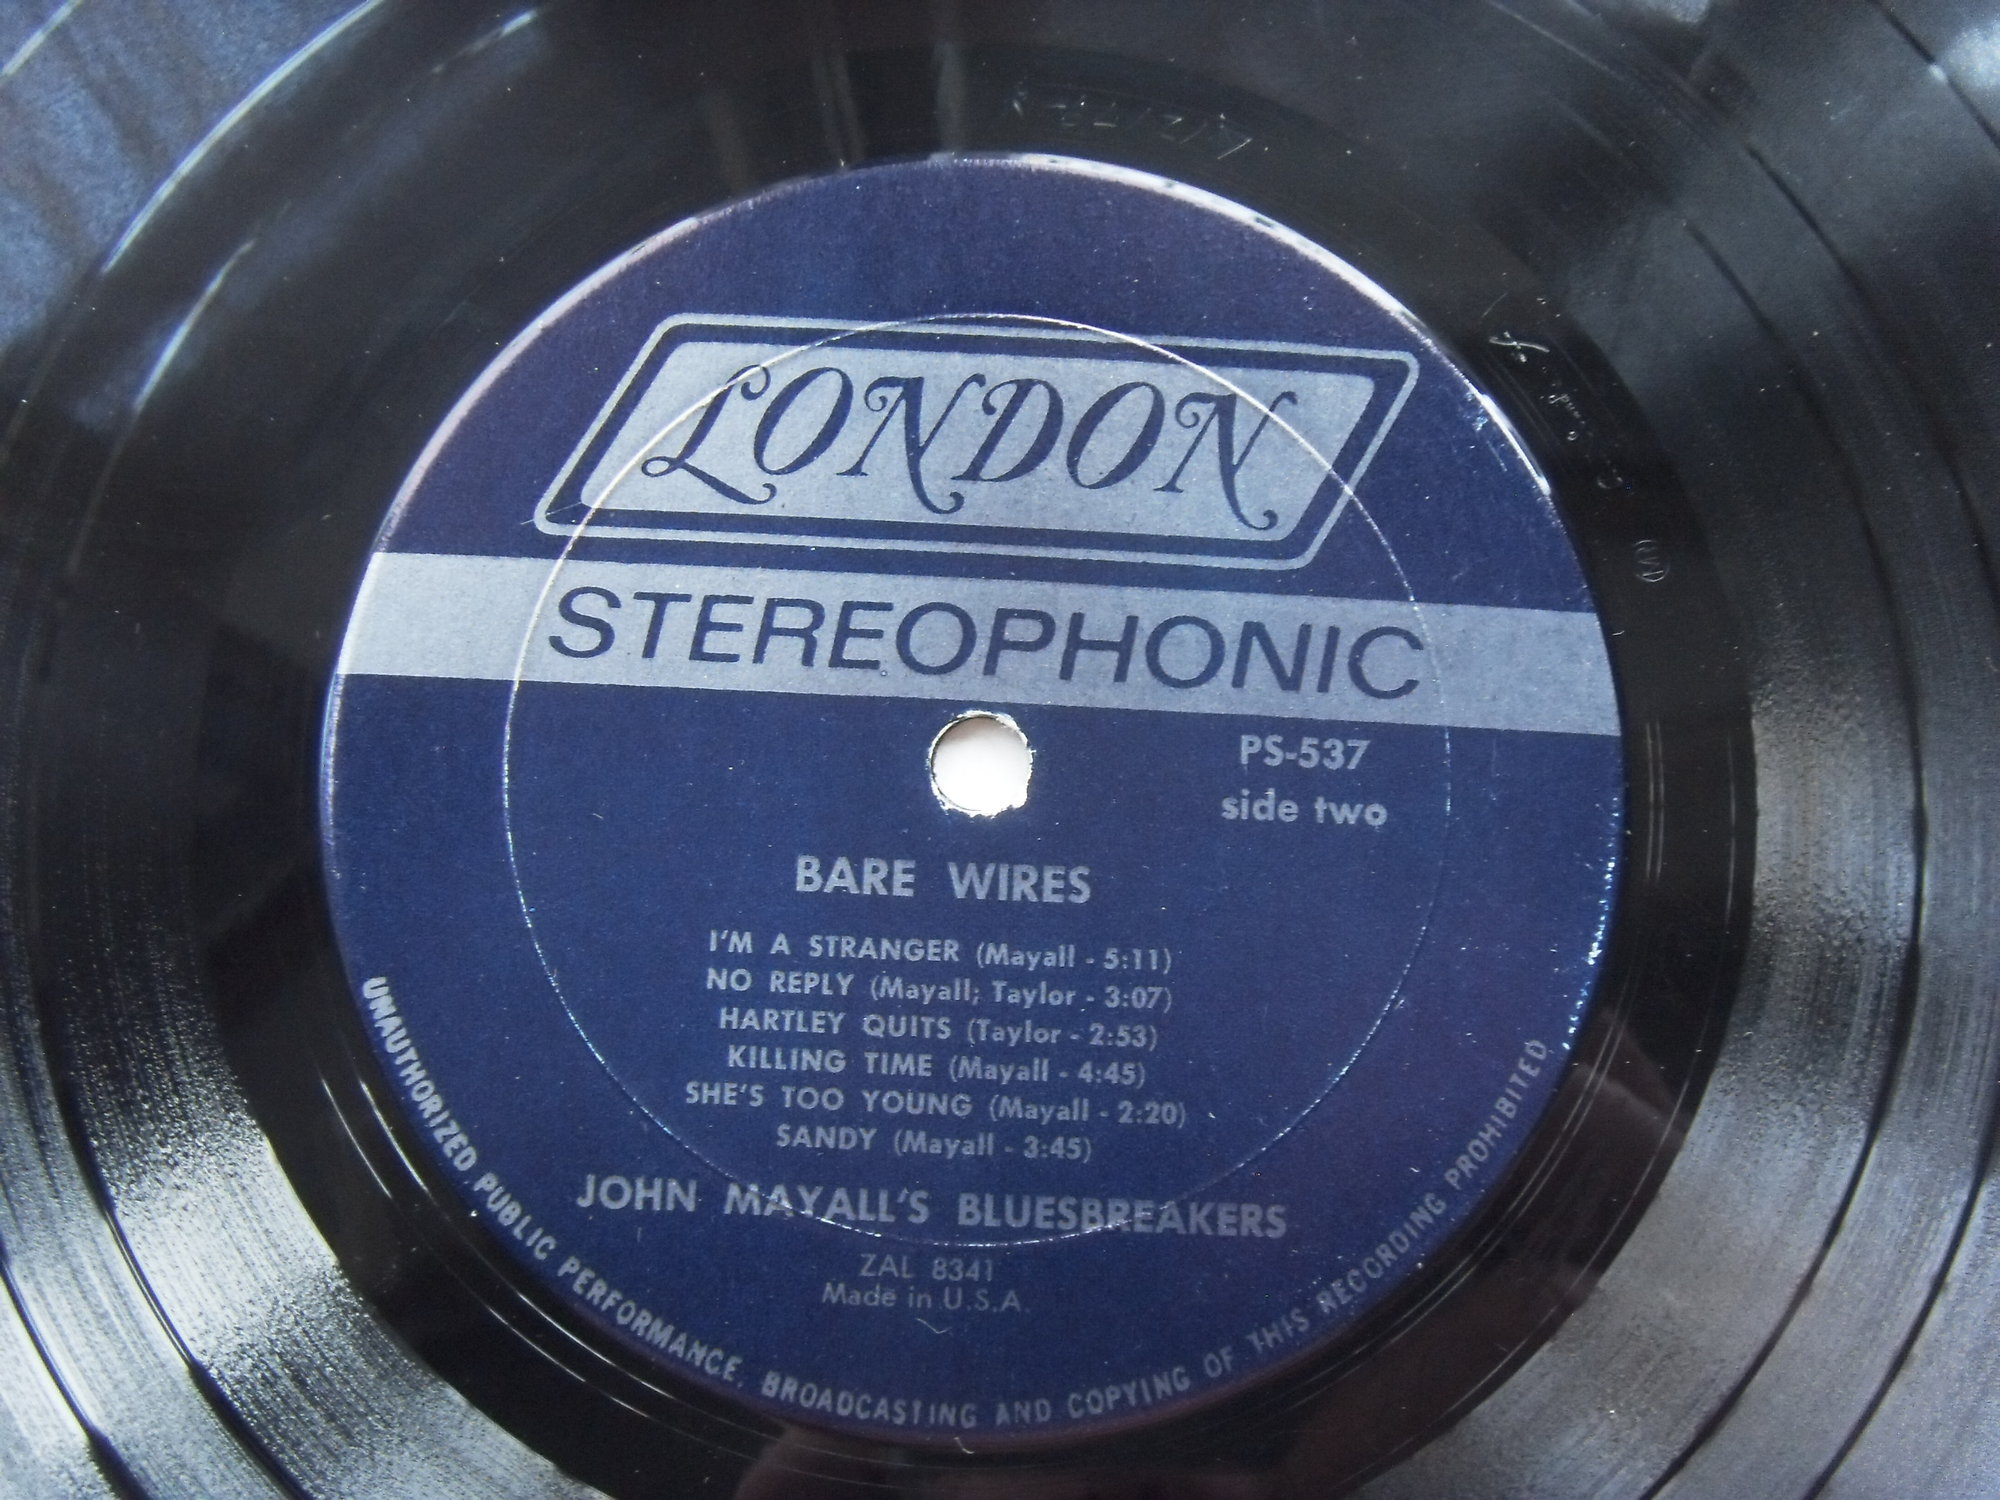 LONDON
STEREOPHONIC
PS-537
side two
BARE WIRES
I'M A STRANGER (Mayall - 5:11)
NO REPLY (Mayall; Taylor - 3:07)
HARTLEY QUITS (Taylor - 2:53)
KILLING TIME (Mayall - 4:45)
SHE'S TOO YOUNG (Mayall - 2:20)
SANDY (Mayall - 3:45)
JOHN MAYALL'S BLUESBREAKERS
ZAL 8341
Made in U.S.A.
UNAUTHORIZED PUBLIC PERFORMANCE, BROADCASTING AND COPYING OF THIS RECORDING PROHIBITED